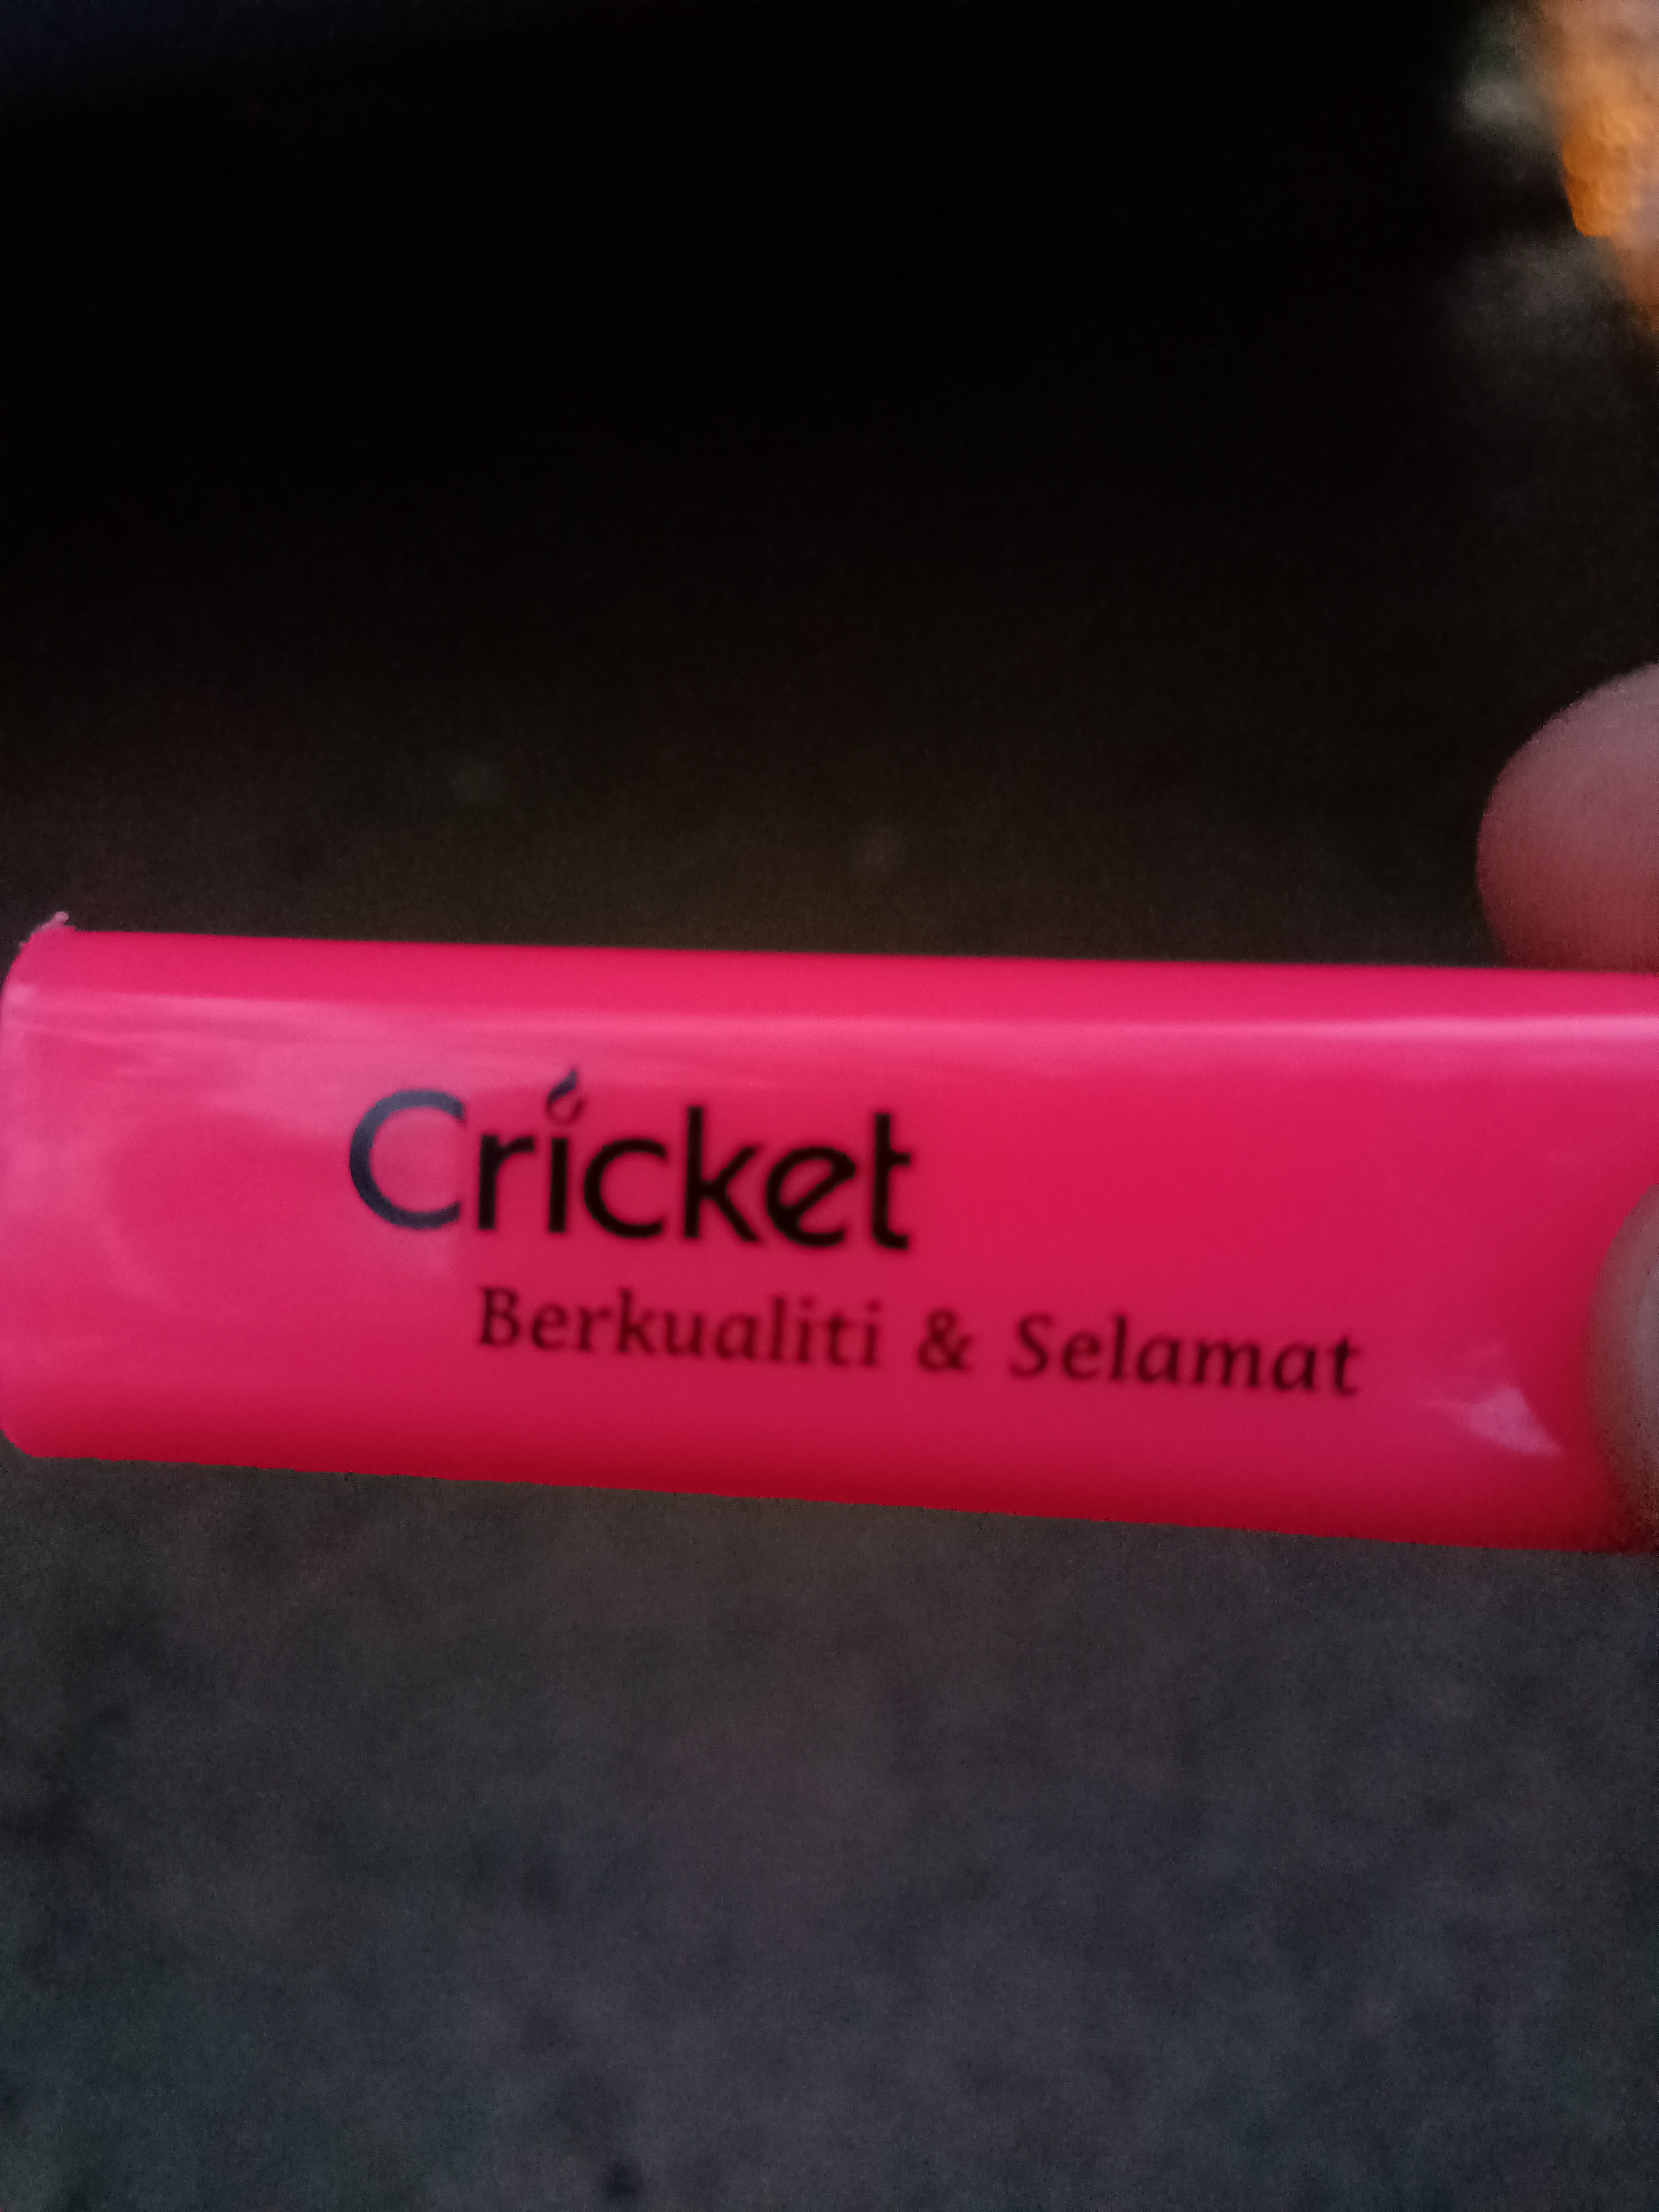 Cricket
Berkualiti & Selamat